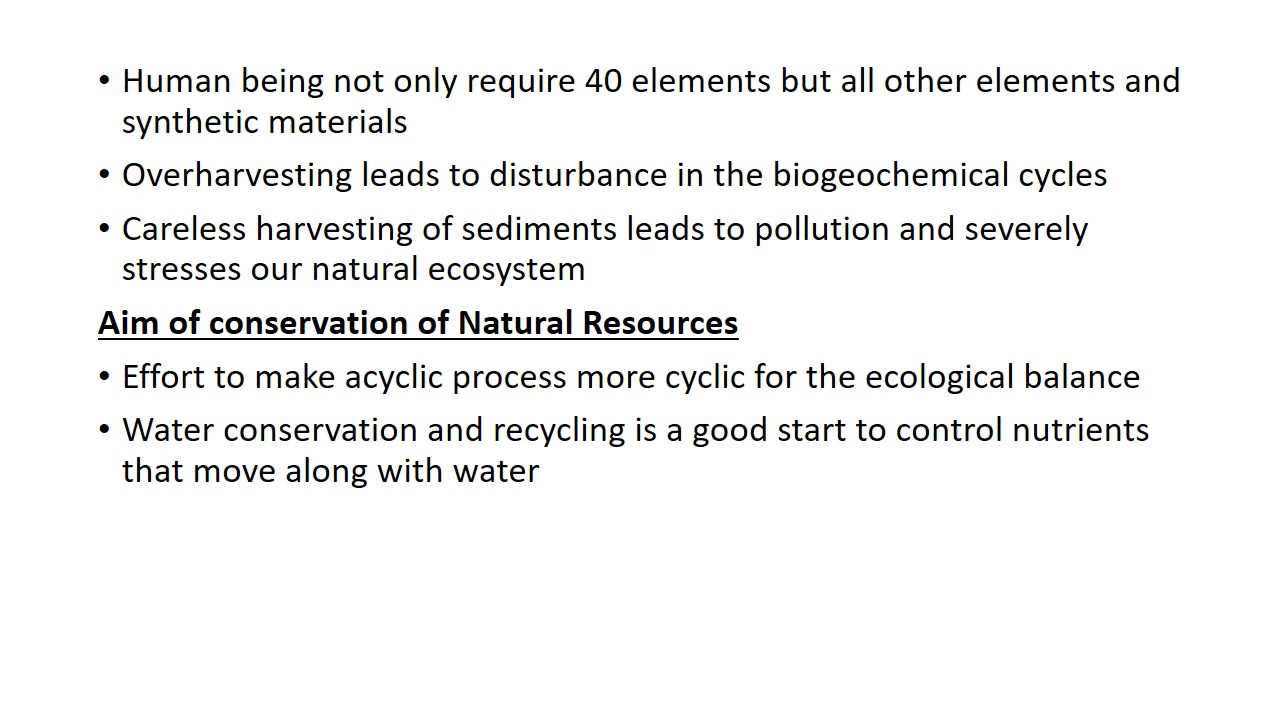 • Human being not only require 40 elements but all other elements and
synthetic materials
• Overharvesting leads to disturbance in the biogeochemical cycles
• Careless harvesting of sediments leads to pollution and severely
stresses our natural ecosystem
Aim of conservation of Natural Resources
• Effort to make acyclic process more cyclic for the ecological balance
• Water conservation and recycling is a good start to control nutrients
that move along with water